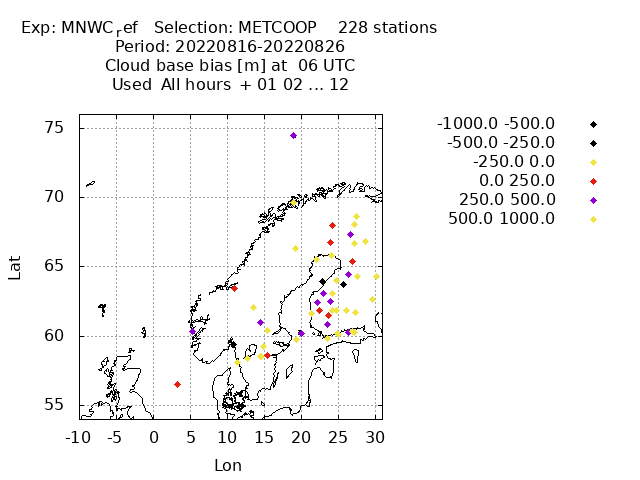 Exp: MNWCref   Selection: METCOOP    228 stations
Period: 20220816-20220826
Cloud base bias [m] at  06 UTC
Used  All hours  + 01 02 ... 12
-1000.0 -500.0
-500.0 -250.0
-250.0 0.0
0.0 250.0
250.0 500.0
500.0 1000.0
75
70
65
60
55
Lat
-10 -5 0 5 10 15 20 25 30
Lon